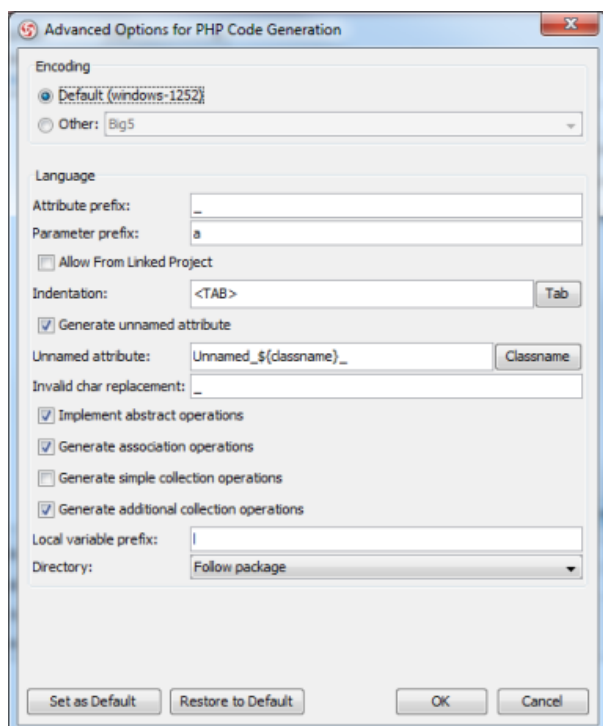 Advanced Options for PHP Code Generation
Encoding
Default (windows-1252)
Other: Big5
Language
Attribute prefix: _
Parameter prefix: a
Allow From Linked Project
Indentation: <TAB> Tab
Generate unnamed attribute
Unnamed attribute: Unnamed_${classname}_ Classname
Invalid char replacement: _
Implement abstract operations
Generate association operations
Generate simple collection operations
Generate additional collection operations
Local variable prefix: l
Directory: Follow package
Set as Default Restore to Default OK Cancel